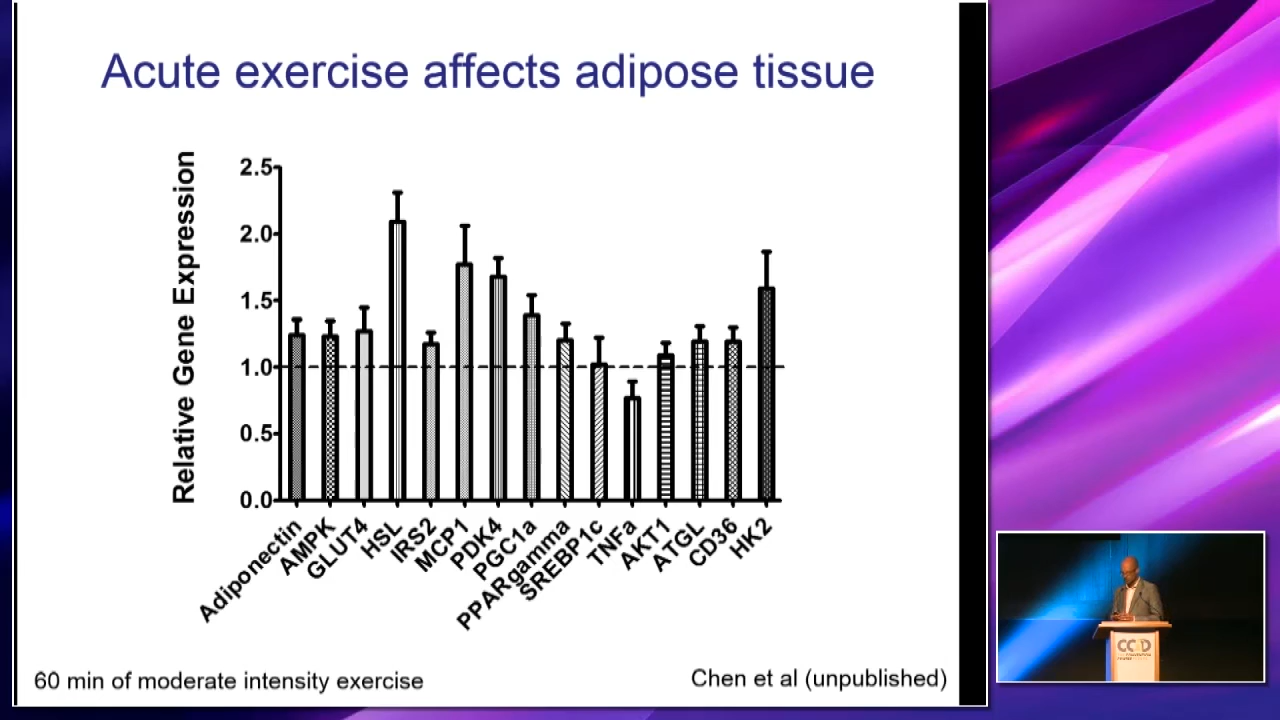 Acute exercise affects adipose tissue
Relative Gene Expression
2.5
2.0
1.5
1.0
0.5
0.0
Adiponectin
AMPK
GLUT4
HSL
IRS2
MCP1
PDK4
PGC1a
PPARgamma
SREBP1c
TNFa
AKT1
ATGL
CD36
HK2
60 min of moderate intensity exercise
Chen et al (unpublished)